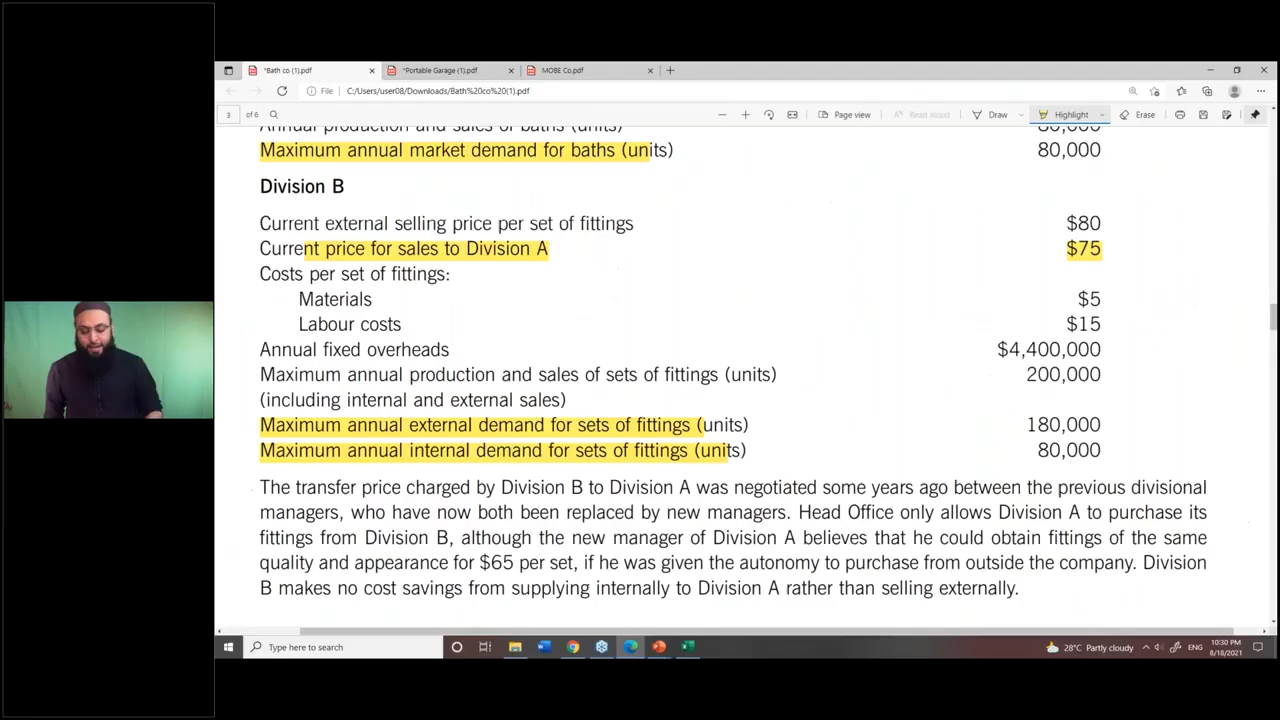 *Bath co (1).pdf
*Portable Garage (1).pdf
MOBE Co.pdf
File
C:/Users/user08/Downloads/Bath%20co%20(1).pdf
3 of 6
Page view
Read aloud
Draw
Highlight
Erase
Annual production and sales of baths (units) 80,000
Maximum annual market demand for baths (units) 80,000
Division B
Current external selling price per set of fittings $80
Current price for sales to Division A $75
Costs per set of fittings:
Materials $5
Labour costs $15
Annual fixed overheads $4,400,000
Maximum annual production and sales of sets of fittings (units) 200,000
(including internal and external sales)
Maximum annual external demand for sets of fittings (units) 180,000
Maximum annual internal demand for sets of fittings (units) 80,000
The transfer price charged by Division B to Division A was negotiated some years ago between the previous divisional
managers, who have now both been replaced by new managers. Head Office only allows Division A to purchase its
fittings from Division B, although the new manager of Division A believes that he could obtain fittings of the same
quality and appearance for $65 per set, if he was given the autonomy to purchase from outside the company. Division
B makes no cost savings from supplying internally to Division A rather than selling externally.
Type here to search
28°C Partly cloudy
ENG
10:30 PM
8/18/2021